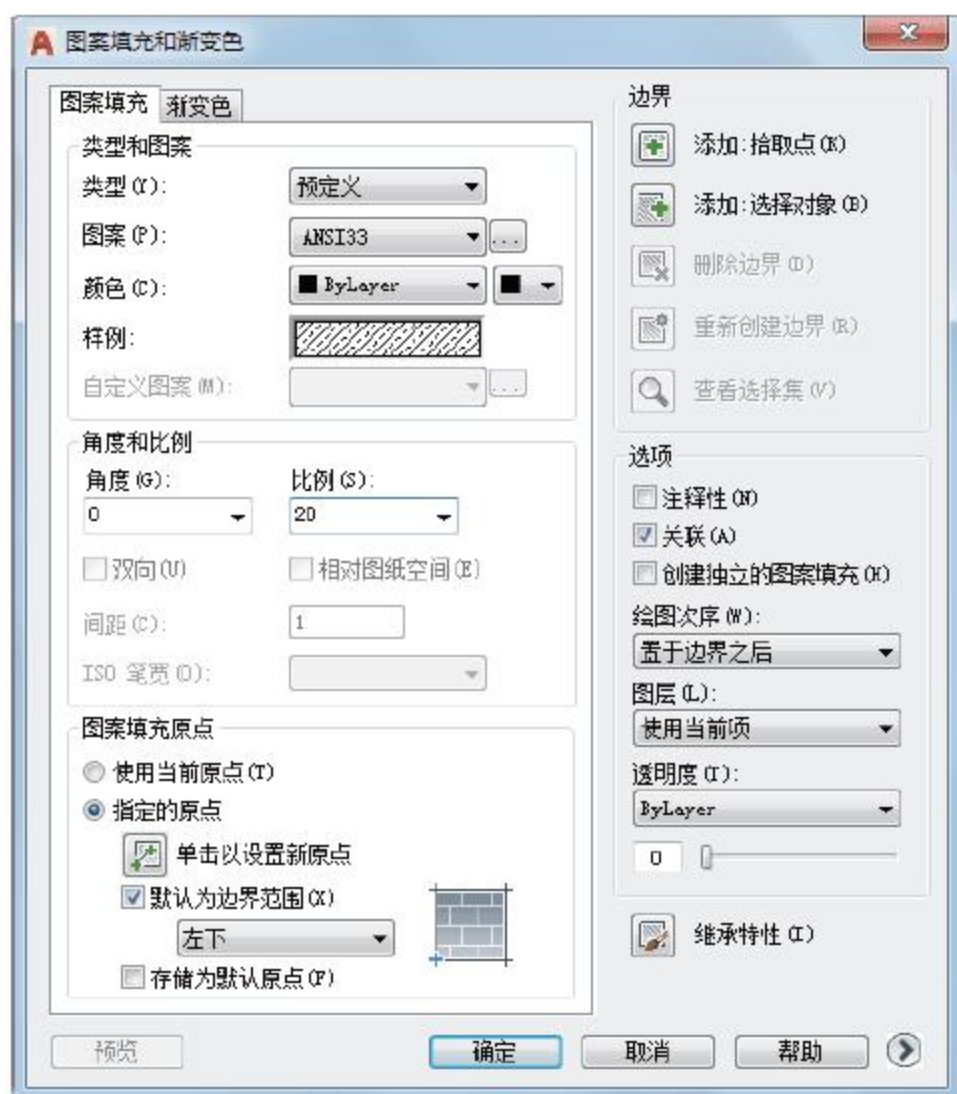 图案填充和渐变色
图案填充
渐变色
类型和图案
类型(Y):
预定义
图案(P):
ANSI33
...
颜色(C):
ByLayer
样例:
自定义图案(M):
...
角度和比例
角度(G):
比例(S):
0
20
双向(U)
相对图纸空间(E)
间距(C):
1
ISO 笔宽(O):
图案填充原点
使用当前原点(T)
指定的原点
单击以设置新原点
默认为边界范围(X)
左下
存储为默认原点(F)
边界
添加:拾取点(K)
添加:选择对象(B)
删除边界(D)
重新创建边界(R)
查看选择集(V)
选项
注释性(N)
关联(A)
创建独立的图案填充(H)
绘图次序(W):
置于边界之后
图层(L):
使用当前项
透明度(T):
ByLayer
0
继承特性(I)
预览
确定
取消
帮助